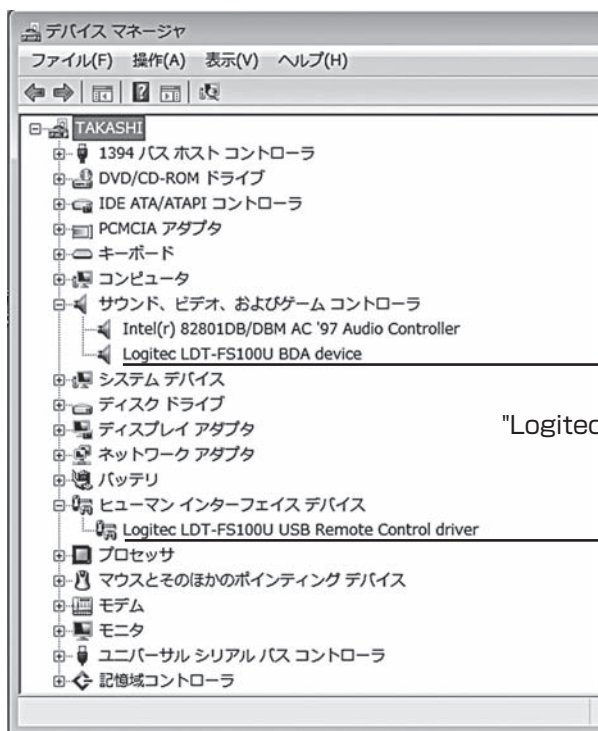 デバイス マネージャ
ファイル(F) 操作(A) 表示(V) ヘルプ(H)
TAKASHI
1394 バス ホスト コントローラ
DVD/CD-ROM ドライブ
IDE ATA/ATAPI コントローラ
PCMCIA アダプタ
キーボード
コンピュータ
サウンド、ビデオ、およびゲーム コントローラ
Intel(r) 82801DB/DBM AC '97 Audio Controller
Logitec LDT-FS100U BDA device
システム デバイス
ディスク ドライブ
"Logitec
ディスプレイ アダプタ
ネットワーク アダプタ
バッテリ
ヒューマン インターフェイス デバイス
Logitec LDT-FS100U USB Remote Control driver
プロセッサ
マウスとそのほかのポインティング デバイス
モデム
モニタ
ユニバーサル シリアル バス コントローラ
記憶域コントローラ